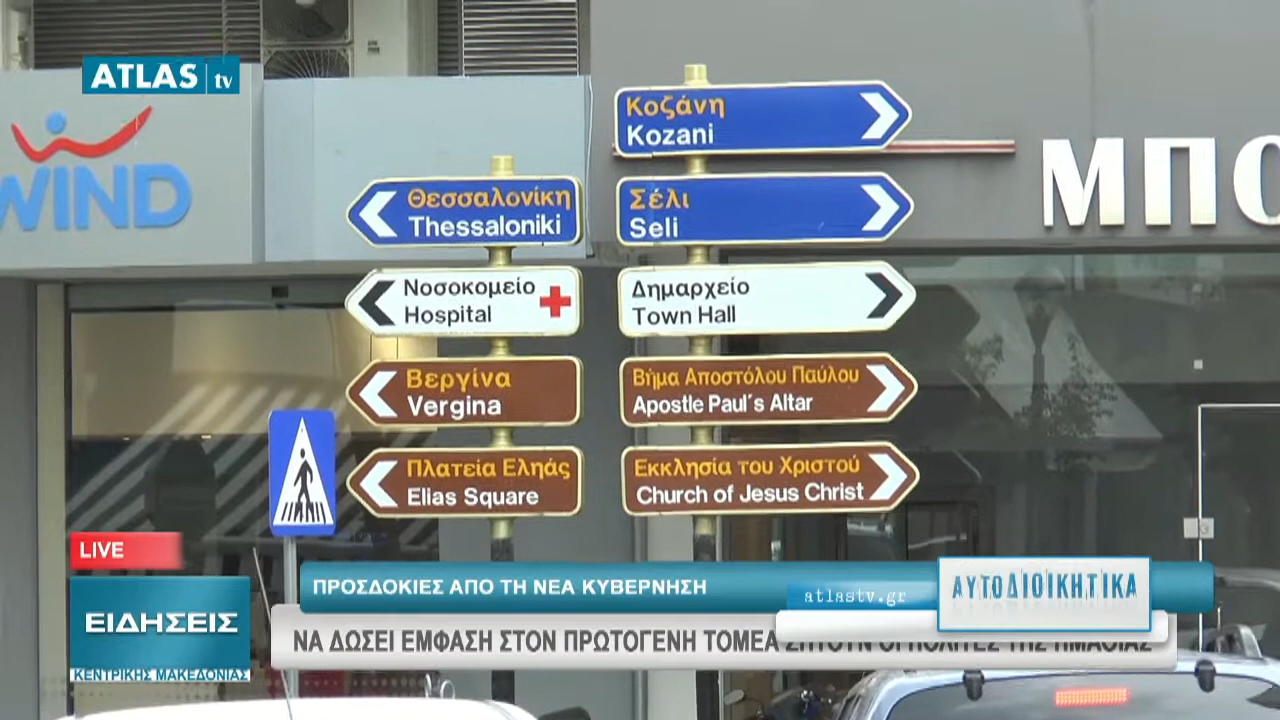 ATLAS tv
WIND
Κοζάνη
Kozani
ΜΠΟ
Θεσσαλονίκη
Thessaloniki
Σέλι
Seli
Νοσοκομείο
Hospital
Δημαρχείο
Town Hall
Βεργίνα
Vergina
Βήμα Αποστόλου Παύλου
Apostle Paul's Altar
Πλατεία Εληάς
Elias Square
Εκκλησία του Χριστού
Church of Jesus Christ
LIVE
ΕΙΔΗΣΕΙΣ
ΚΕΝΤΡΙΚΗΣ ΜΑΚΕΔΟΝΙΑΣ
ΠΡΟΣΔΟΚΙΕΣ ΑΠΟ ΤΗ ΝΕΑ ΚΥΒΕΡΝΗΣΗ
atlastv.gr
ΑΥΤΟΔΙΟΙΚΗΤΙΚΑ
ΝΑ ΔΩΣΕΙ ΕΜΦΑΣΗ ΣΤΟΝ ΠΡΩΤΟΓΕΝΗ ΤΟΜΕΑ